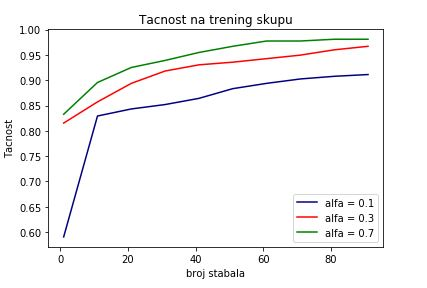 Tacnost na trening skupu
1.00
0.95
0.90
0.85
0.80
0.75
0.70
0.65
0.60
Tacnost
0
20
40
60
80
broj stabala
alfa = 0.1
alfa = 0.3
alfa = 0.7